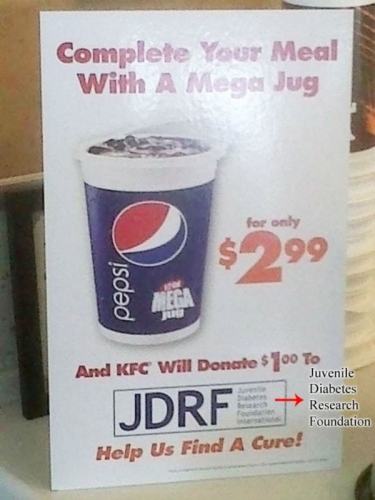 Complete Your Meal
With A Mega Jug
pepsi
MEGA
Jug
for only
$2.99
And KFC Will Donate $1.00 To
JDRF
Juvenile
Diabetes
Research
Foundation
International
Juvenile
Diabetes
Research
Foundation
Help Us Find A Cure!